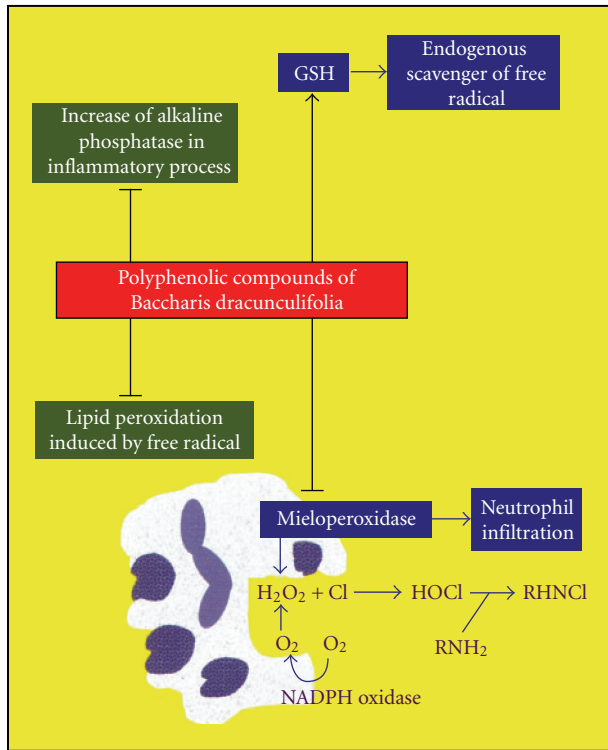 GSH
Endogenous
scavenger of free
radical
Increase of alkaline
phosphatase in
inflammatory process
Polyphenolic compounds of
Baccharis dracunculifolia
Lipid peroxidation
induced by free radical
Mieloperoxidase
Neutrophil
infiltration
H₂O₂ + Cl
HOCl
RHNCl
O₂
O₂
RNH₂
NADPH oxidase